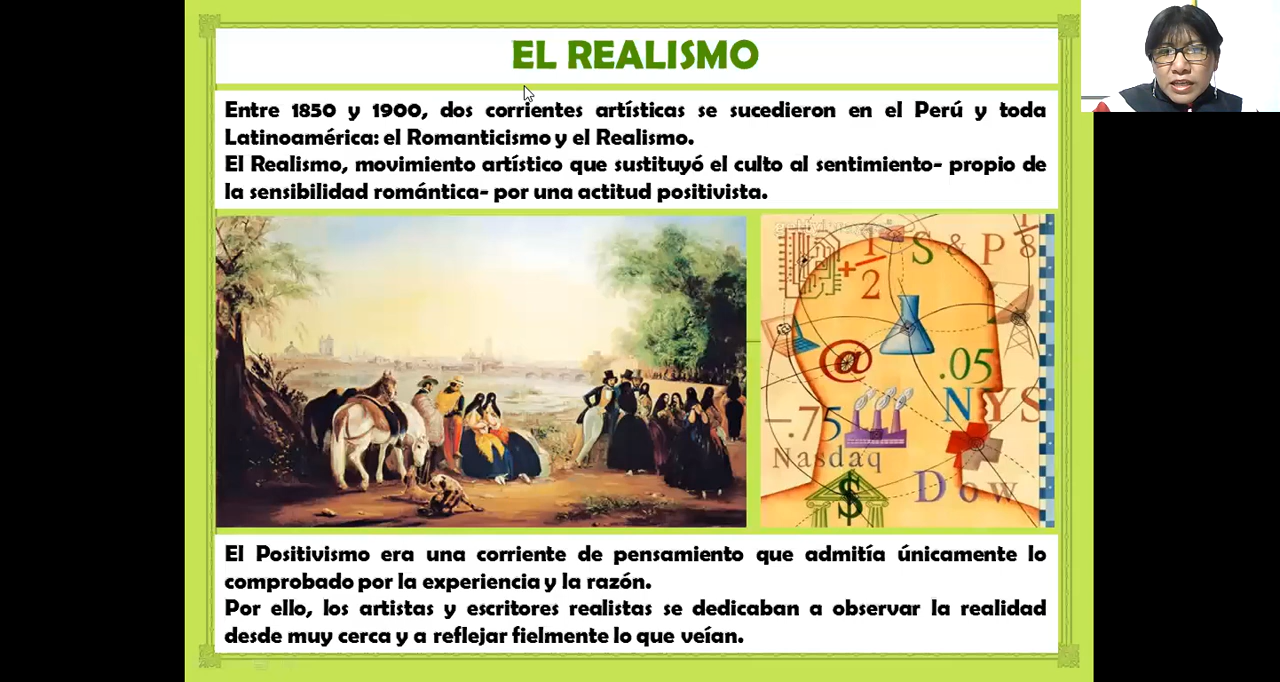 EL REALISMO
Entre 1850 y 1900, dos corrientes artísticas se sucedieron en el Perú y toda
Latinoamérica: el Romanticismo y el Realismo.
El Realismo, movimiento artístico que sustituyó el culto al sentimiento- propio de
la sensibilidad romántica- por una actitud positivista.
+ 1/2
S & P
1/8
@
.05
NYS
-.75
Nasdaq
$
Dow
El Positivismo era una corriente de pensamiento que admitía únicamente lo
comprobado por la experiencia y la razón.
Por ello, los artistas y escritores realistas se dedicaban a observar la realidad
desde muy cerca y a reflejar fielmente lo que veían.